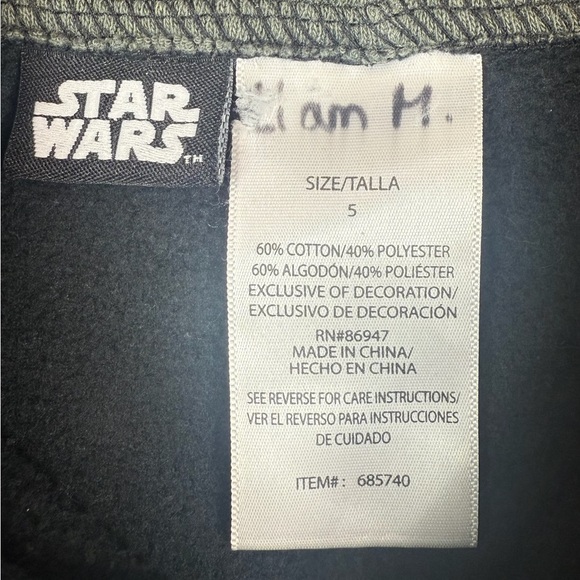 STAR
WARS™
am M.
SIZE/TALLA
5
60% COTTON/40% POLYESTER
60% ALGODÓN/40% POLIÉSTER
EXCLUSIVE OF DECORATION/
EXCLUSIVO DE DECORACIÓN
RN#86947
MADE IN CHINA/
HECHO EN CHINA
SEE REVERSE FOR CARE INSTRUCTIONS/
VER EL REVERSO PARA INSTRUCCIONES
DE CUIDADO
ITEM#: 685740